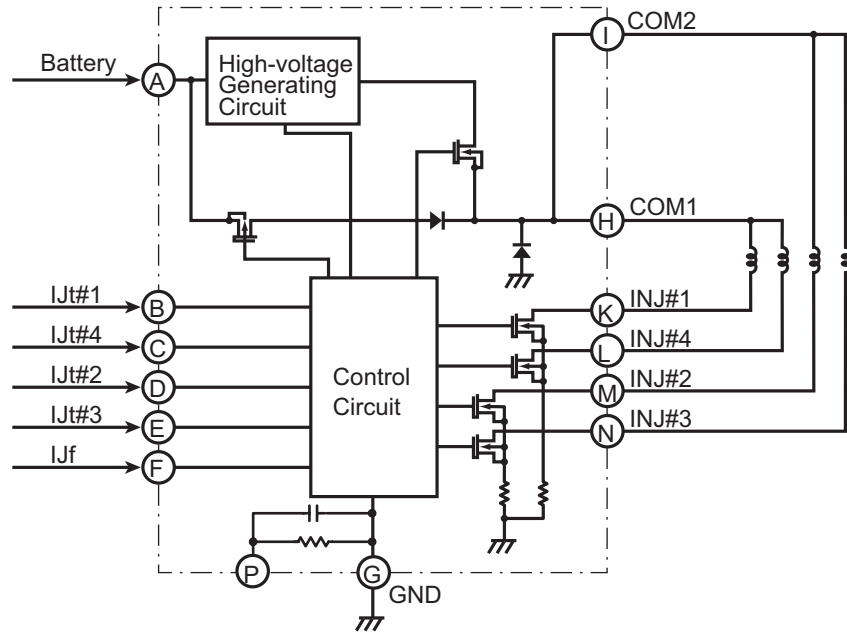 COM2
I
Battery
A
High-voltage
Generating
Circuit
H
COM1
IJt#1
B
IJt#4
C
IJt#2
D
IJt#3
E
IJf
F
Control
Circuit
K
INJ#1
L
INJ#4
M
INJ#2
N
INJ#3
P
G
GND